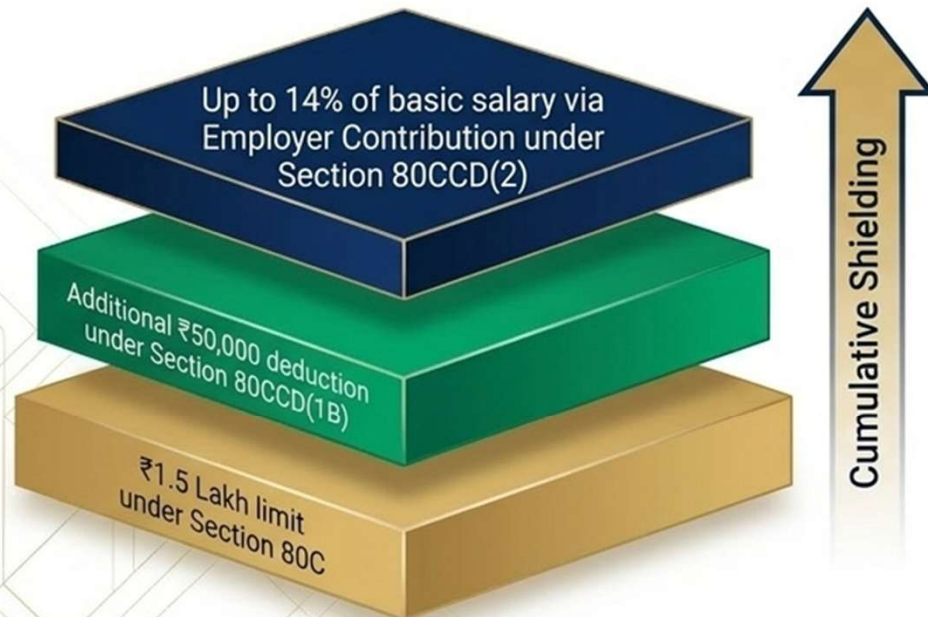 Up to 14% of basic salary via
Employer Contribution under
Section 80CCD(2)
Additional ₹50,000 deduction
under Section 80CCD(1B)
₹1.5 Lakh limit
under Section 80C
Cumulative Shielding